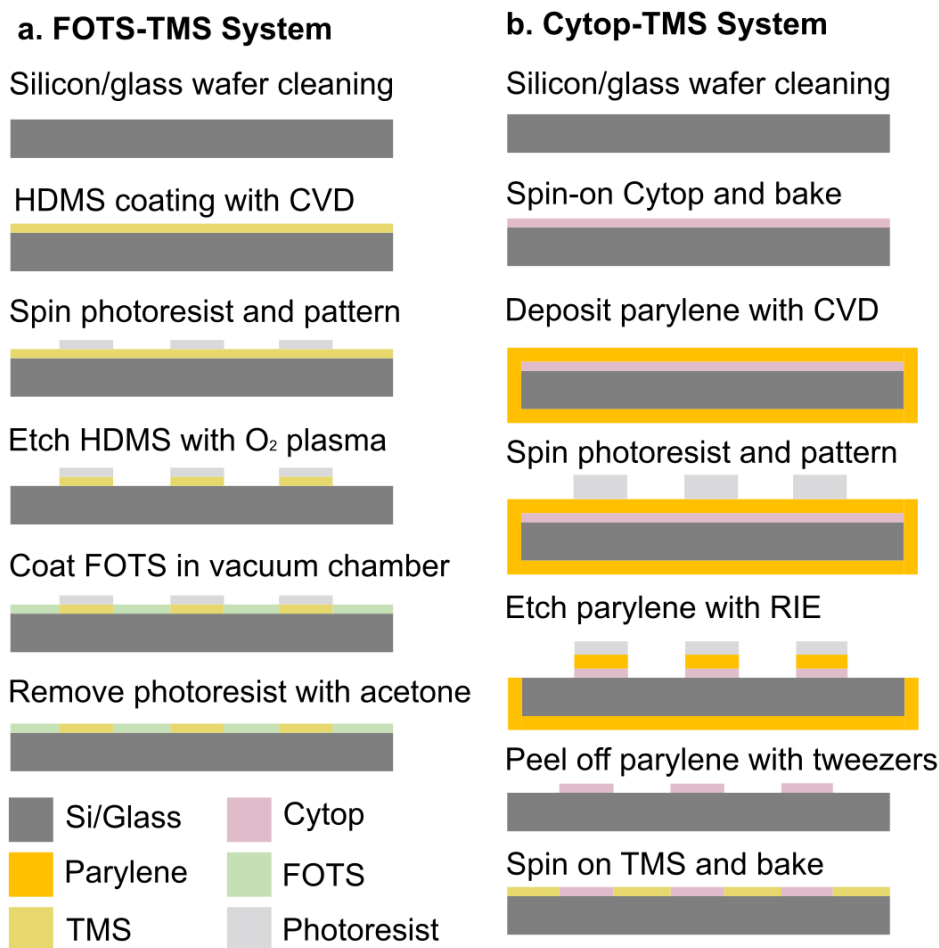 a. FOTS-TMS System
Silicon/glass wafer cleaning
HDMS coating with CVD
Spin photoresist and pattern
Etch HDMS with O₂ plasma
Coat FOTS in vacuum chamber
Remove photoresist with acetone
Si/Glass
Parylene
TMS
Cytop
FOTS
Photoresist
b. Cytop-TMS System
Silicon/glass wafer cleaning
Spin-on Cytop and bake
Deposit parylene with CVD
Spin photoresist and pattern
Etch parylene with RIE
Peel off parylene with tweezers
Spin on TMS and bake